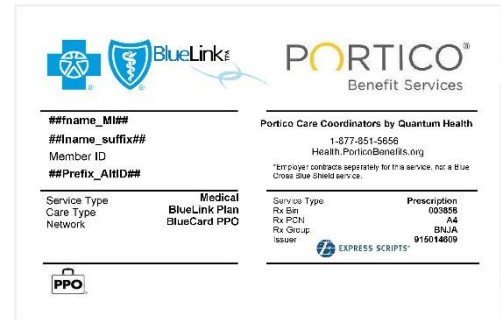 BlueLink TPA
PORTICO®
Benefit Services
##fname_MI##
##lname_suffix##
Member ID
##Prefix_AltID##
Service Type Medical
Care Type BlueLink Plan
Network BlueCard PPO
PPO
Portico Care Coordinators by Quantum Health
1-877-851-5656
Health.PorticoBenefits.org
*Employer contracts seperately for this service, not a Blue
Cross Blue Shield service.
Service Type Prescription
Rx Bin 003858
Rx PCN A4
Rx Group BNJA
Issuer 915014609
EXPRESS SCRIPTS®